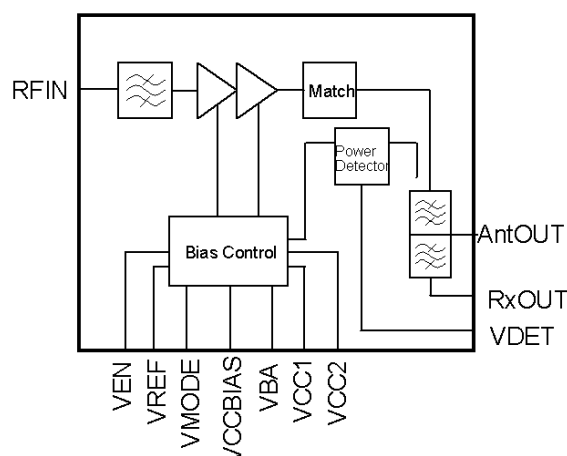 RFIN
Match
Power
Detector
Bias Control
AntOUT
RxOUT
VDET
VEN
VREF
VMODE
VCCBIAS
VBA
VCC1
VCC2